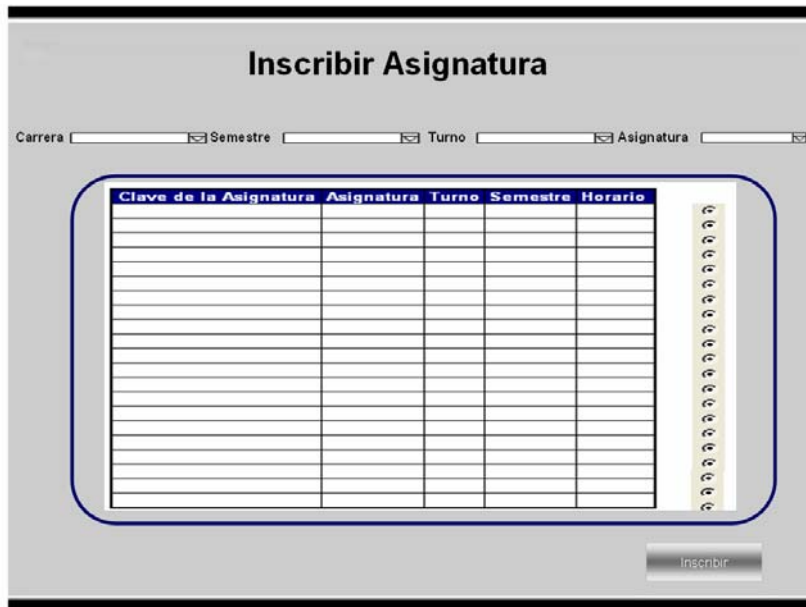 Inscribir Asignatura
Carrera Semestre Turno Asignatura
Clave de la Asignatura Asignatura Turno Semestre Horario
Inscribir